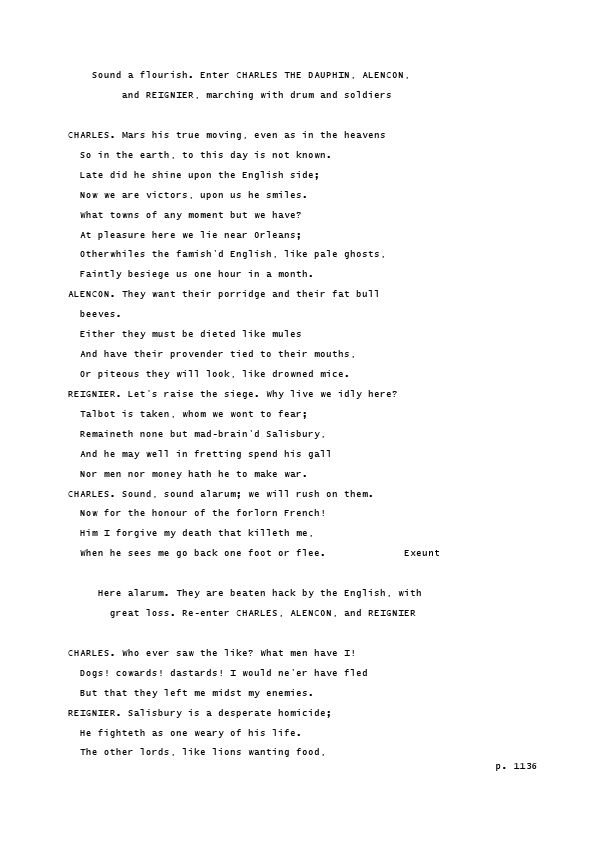 Sound a flourish. Enter CHARLES THE DAUPHIN, ALENCON,
and REIGNIER, marching with drum and soldiers
CHARLES. Mars his true moving, even as in the heavens
So in the earth, to this day is not known.
Late did he shine upon the English side;
Now we are victors, upon us he smiles.
What towns of any moment but we have?
At pleasure here we lie near Orleans;
Otherwhiles the famish'd English, like pale ghosts,
Faintly besiege us one hour in a month.
ALENCON. They want their porridge and their fat bull
beeves.
Either they must be dieted like mules
And have their provender tied to their mouths,
Or piteous they will look, like drowned mice.
REIGNIER. Let's raise the siege. Why live we idly here?
Talbot is taken, whom we wont to fear;
Remaineth none but mad-brain'd Salisbury,
And he may well in fretting spend his gall
Nor men nor money hath he to make war.
CHARLES. Sound, sound alarum; we will rush on them.
Now for the honour of the forlorn French!
Him I forgive my death that killeth me,
When he sees me go back one foot or flee. Exeunt
Here alarum. They are beaten hack by the English, with
great loss. Re-enter CHARLES, ALENCON, and REIGNIER
CHARLES. Who ever saw the like? What men have I!
Dogs! cowards! dastards! I would ne'er have fled
But that they left me midst my enemies.
REIGNIER. Salisbury is a desperate homicide;
He fighteth as one weary of his life.
The other lords, like lions wanting food,
p. 1136